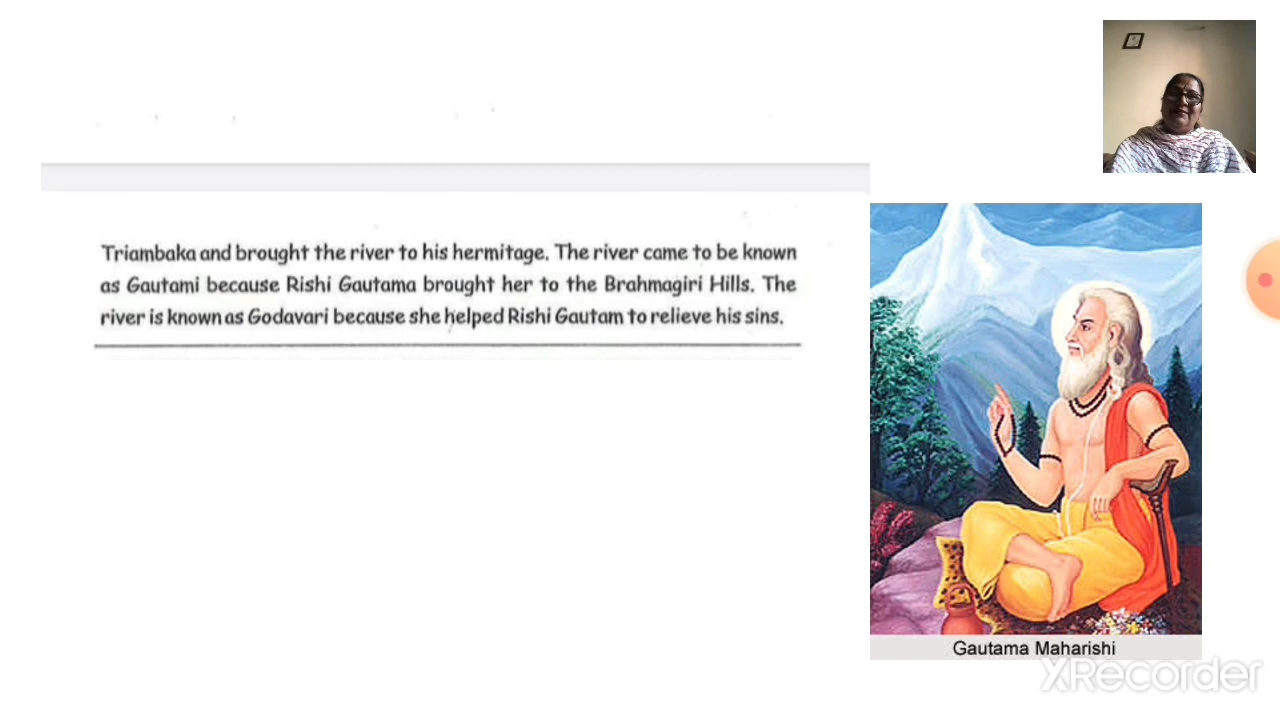 Triambaka and brought the river to his hermitage. The river came to be known
as Gautami because Rishi Gautama brought her to the Brahmagiri Hills. The
river is known as Godavari because she helped Rishi Gautam to relieve his sins.
Gautama Maharishi
XRecorder